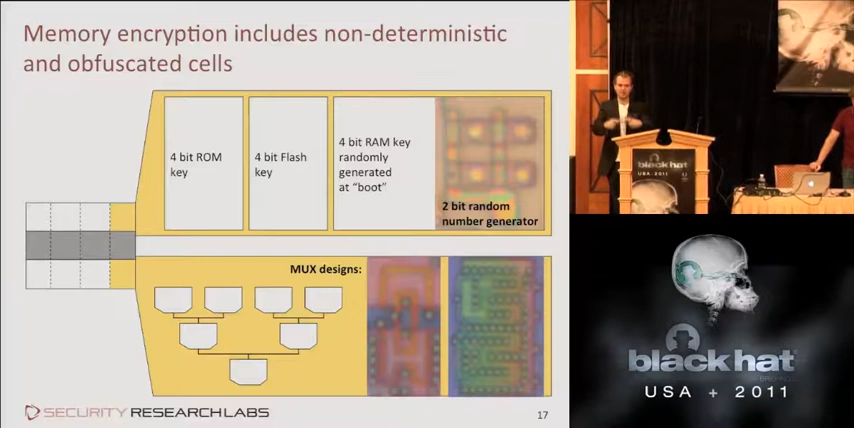 Memory encryption includes non-deterministic
and obfuscated cells
4 bit ROM
key
4 bit Flash
key
4 bit RAM key
randomly
generated
at “boot”
2 bit random
number generator
MUX designs:
SECURITY RESEARCH LABS
17
black hat
USA + 2011
black hat
USA + 2011